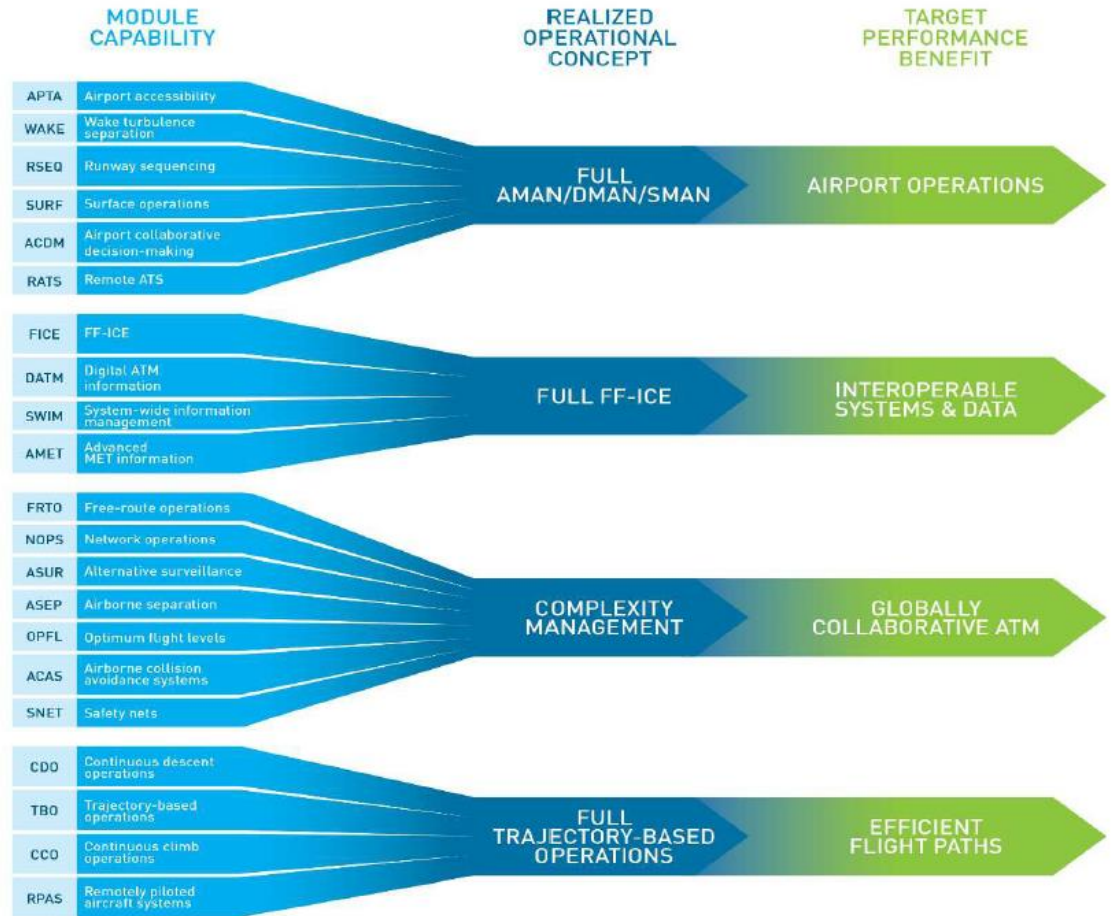 MODULE
CAPABILITY
REALIZED
OPERATIONAL
CONCEPT
TARGET
PERFORMANCE
BENEFIT
APTA
Airport accessibility
WAKE
Wake turbulence
separation
RSEQ
Runway sequencing
SURF
Surface operations
ACDM
Airport collaborative
decision-making
RATS
Remote ATS
FULL
AMAN/DMAN/SMAN
AIRPORT OPERATIONS
FICE
FF-ICE
DATM
Digital ATM
information
SWIM
System-wide information
management
AMET
Advanced
MET information
FULL FF-ICE
INTEROPERABLE
SYSTEMS & DATA
FRTO
Free-route operations
NOPS
Network operations
ASUR
Alternative surveillance
ASEP
Airborne separation
OPFL
Optimum flight levels
ACAS
Airborne collision
avoidance systems
SNET
Safety nets
COMPLEXITY
MANAGEMENT
GLOBALLY
COLLABORATIVE ATM
CDO
Continuous descent
operations
TBO
Trajectory-based
operations
CCO
Continuous climb
operations
RPAS
Remotely piloted
aircraft systems
FULL
TRAJECTORY-BASED
OPERATIONS
EFFICIENT
FLIGHT PATHS